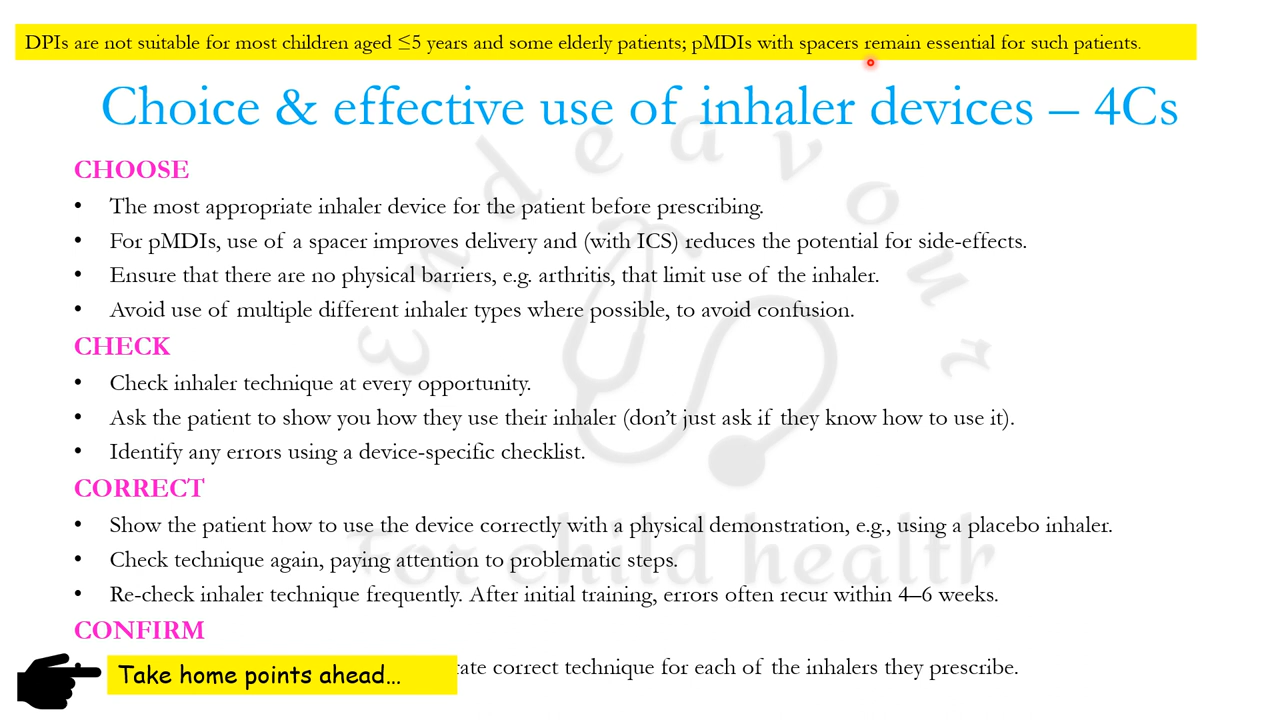 DPIs are not suitable for most children aged ≤5 years and some elderly patients; pMDIs with spacers remain essential for such patients.
Choice & effective use of inhaler devices – 4Cs
CHOOSE
• The most appropriate inhaler device for the patient before prescribing.
• For pMDIs, use of a spacer improves delivery and (with ICS) reduces the potential for side-effects.
• Ensure that there are no physical barriers, e.g. arthritis, that limit use of the inhaler.
• Avoid use of multiple different inhaler types where possible, to avoid confusion.
CHECK
• Check inhaler technique at every opportunity.
• Ask the patient to show you how they use their inhaler (don’t just ask if they know how to use it).
• Identify any errors using a device-specific checklist.
CORRECT
• Show the patient how to use the device correctly with a physical demonstration, e.g., using a placebo inhaler.
• Check technique again, paying attention to problematic steps.
• Re-check inhaler technique frequently. After initial training, errors often recur within 4–6 weeks.
CONFIRM
correct technique for each of the inhalers they prescribe.
Take home points ahead...
Endeavour
For child health